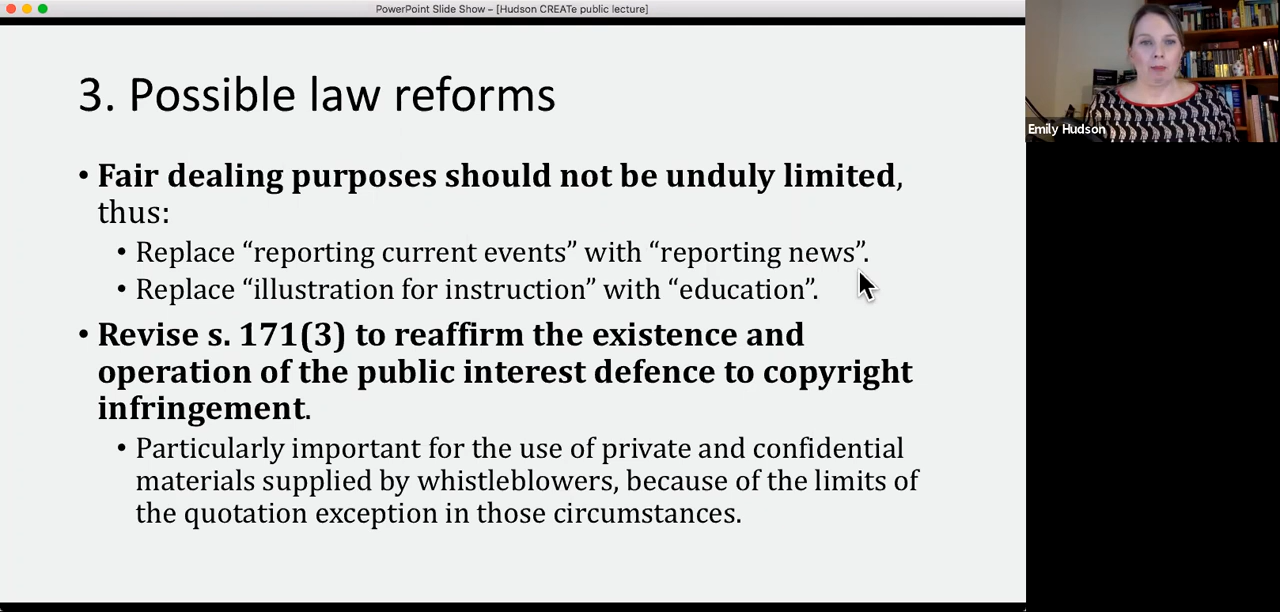 PowerPoint Slide Show – [Hudson CREATe public lecture]
3. Possible law reforms
• Fair dealing purposes should not be unduly limited,
thus:
• Replace “reporting current events” with “reporting news”.
• Replace “illustration for instruction” with “education”.
• Revise s. 171(3) to reaffirm the existence and
operation of the public interest defence to copyright
infringement.
• Particularly important for the use of private and confidential
materials supplied by whistleblowers, because of the limits of
the quotation exception in those circumstances.
Emily Hudson